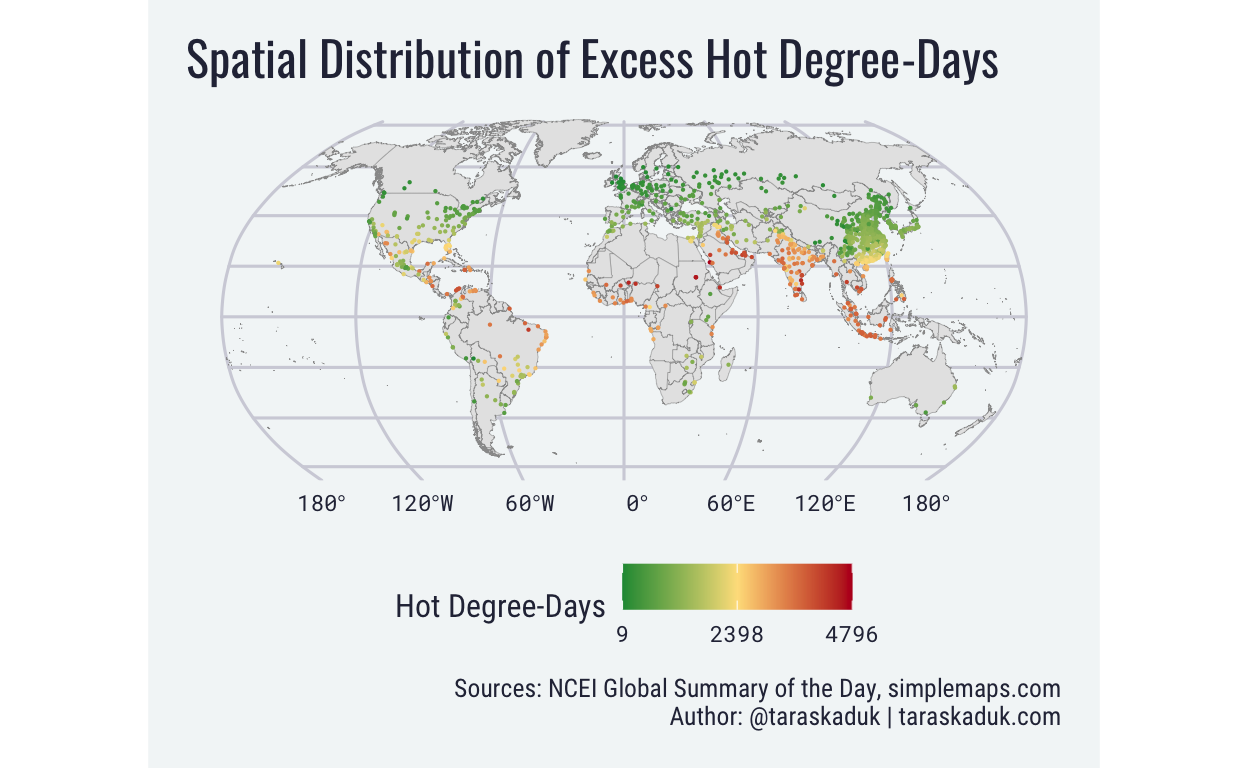 Spatial Distribution of Excess Hot Degree-Days
180° 120°W 60°W 0° 60°E 120°E 180°
Hot Degree-Days
9 2398 4796
Sources: NCEI Global Summary of the Day, simplemaps.com
Author: @taraskaduk | taraskaduk.com